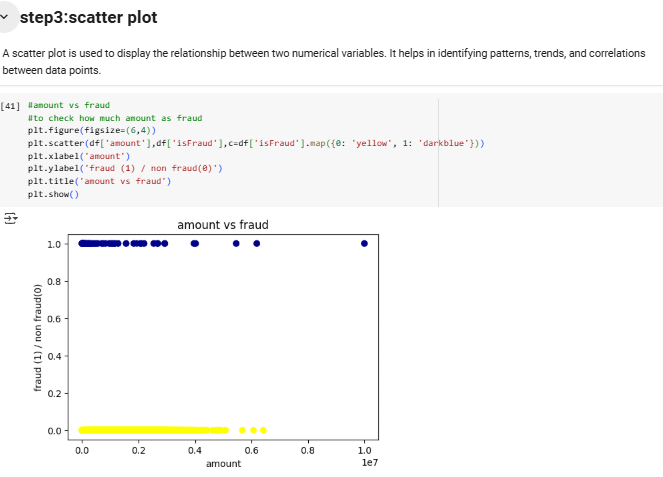 step3:scatter plot
A scatter plot is used to display the relationship between two numerical variables. It helps in identifying patterns, trends, and correlations
between data points.
[41] #amount vs fraud
#to check how much amount as fraud
plt.figure(figsize=(6,4))
plt.scatter(df['amount'],df['isFraud'],c=df['isFraud'].map({0: 'yellow', 1: 'darkblue'}))
plt.xlabel('amount')
plt.ylabel('fraud (1) / non fraud(0)')
plt.title('amount vs fraud')
plt.show()
amount vs fraud
1.0
0.8
0.6
0.4
0.2
0.0
fraud (1) / non fraud(0)
0.0 0.2 0.4 0.6 0.8 1.0
1e7
amount